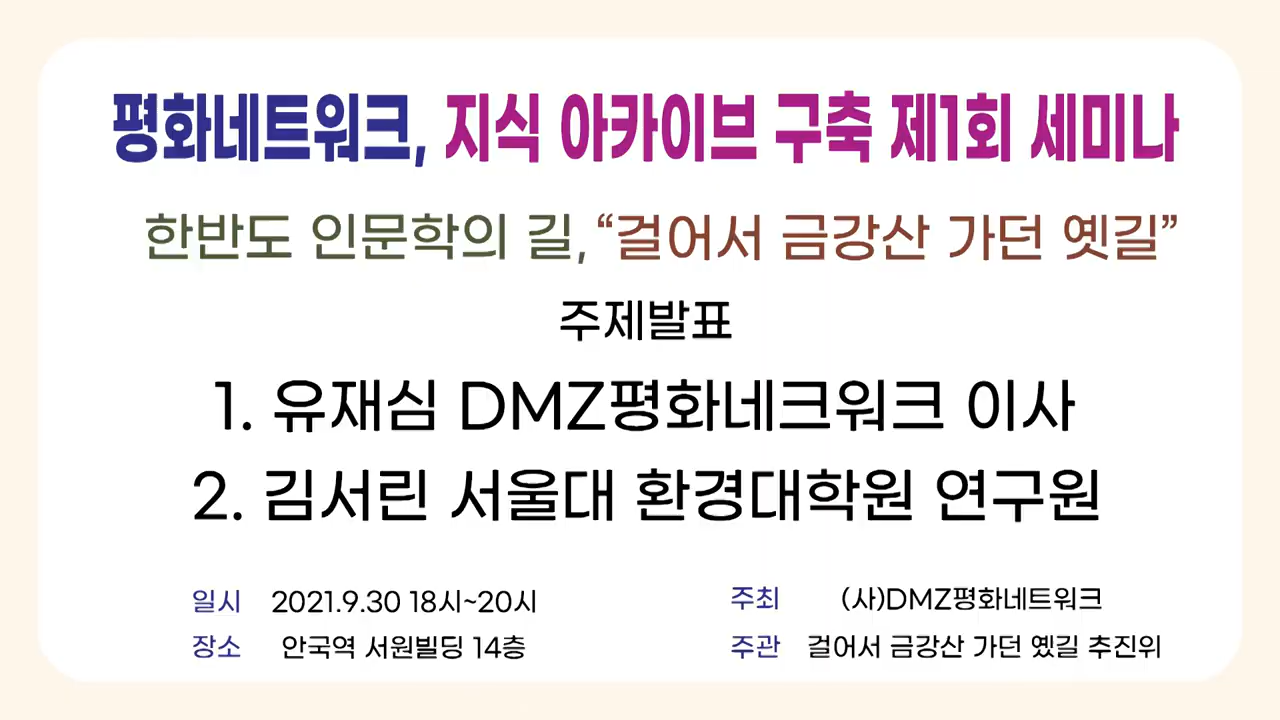 평화네트워크, 지식 아카이브 구축 제1회 세미나
한반도 인문학의 길, “걸어서 금강산 가던 옛길”
주제발표
1. 유재심 DMZ평화네크워크 이사
2. 김서린 서울대 환경대학원 연구원
일시 2021.9.30 18시~20시
장소 안국역 서원빌딩 14층
주최 (사)DMZ평화네트워크
주관 걸어서 금강산 가던 옜길 추진위